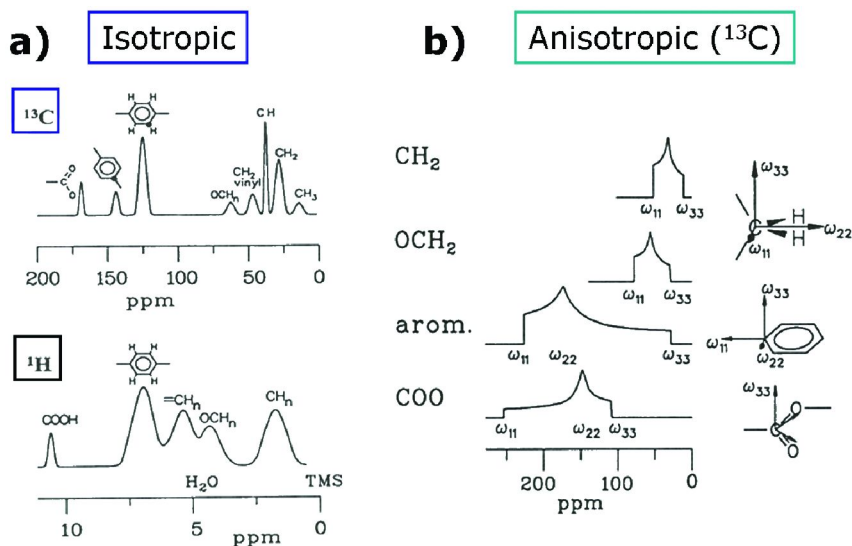 a) Isotropic
b) Anisotropic (¹³C)
¹³C
H H
H H
C O
O
OCHₙ
CH₂
vinyl
CH
CH₂
CH₃
200 150 100 50 0
ppm
¹H
COOH
H H
H H
=CHₙ
OCHₙ
CHₙ
H₂O
TMS
10 5 0
ppm
CH₂
ω₁₁ ω₃₃
OCH₂
ω₁₁ ω₃₃
arom.
ω₁₁ ω₂₂ ω₃₃
COO
ω₁₁ ω₂₂ ω₃₃
200 100 0
ppm
ω₃₃
C H
H
ω₂₂
ω₁₁
ω₃₃
ω₁₁
ω₂₂
ω₃₃
C O
O